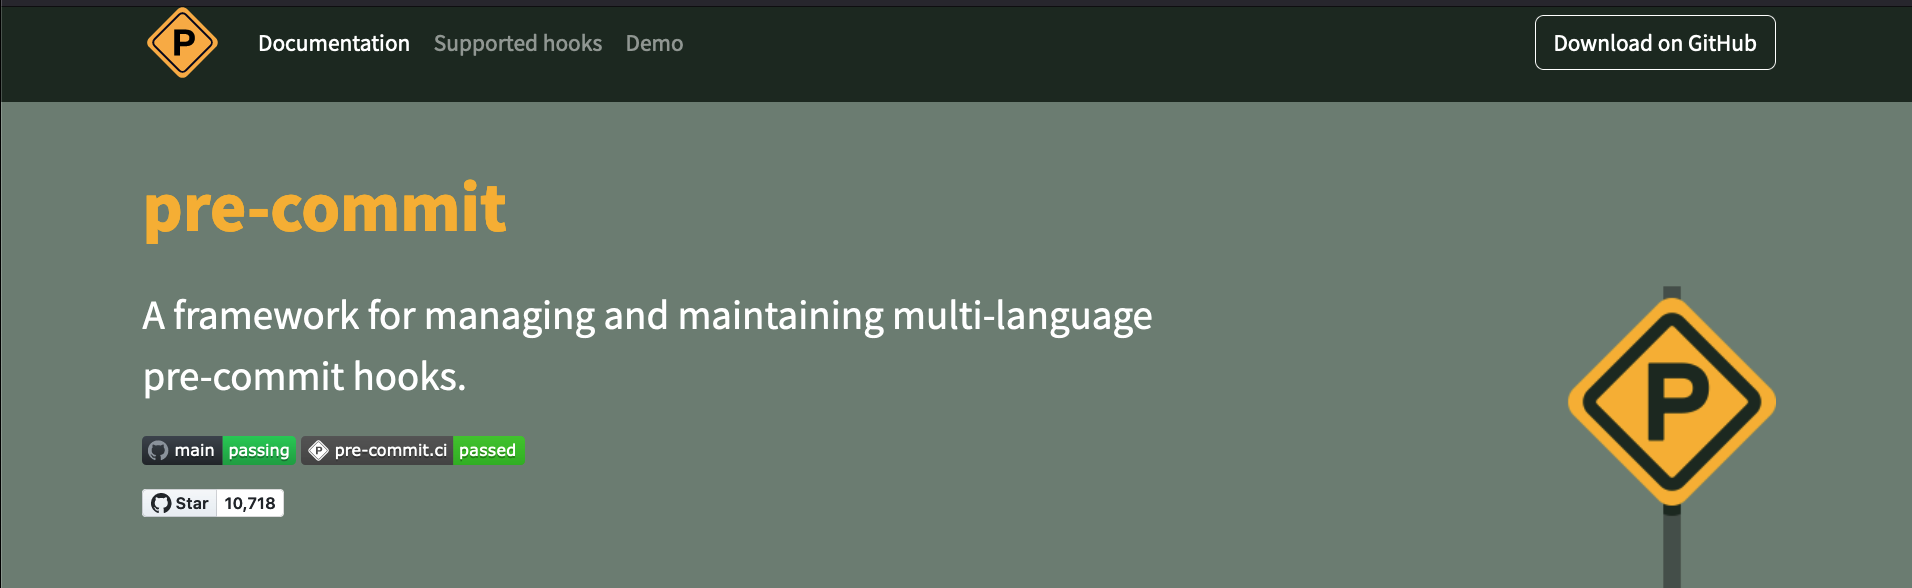 P Documentation Supported hooks Demo Download on GitHub
pre-commit
A framework for managing and maintaining multi-language
pre-commit hooks.
main passing P pre-commit.ci passed
Star 10,718
P